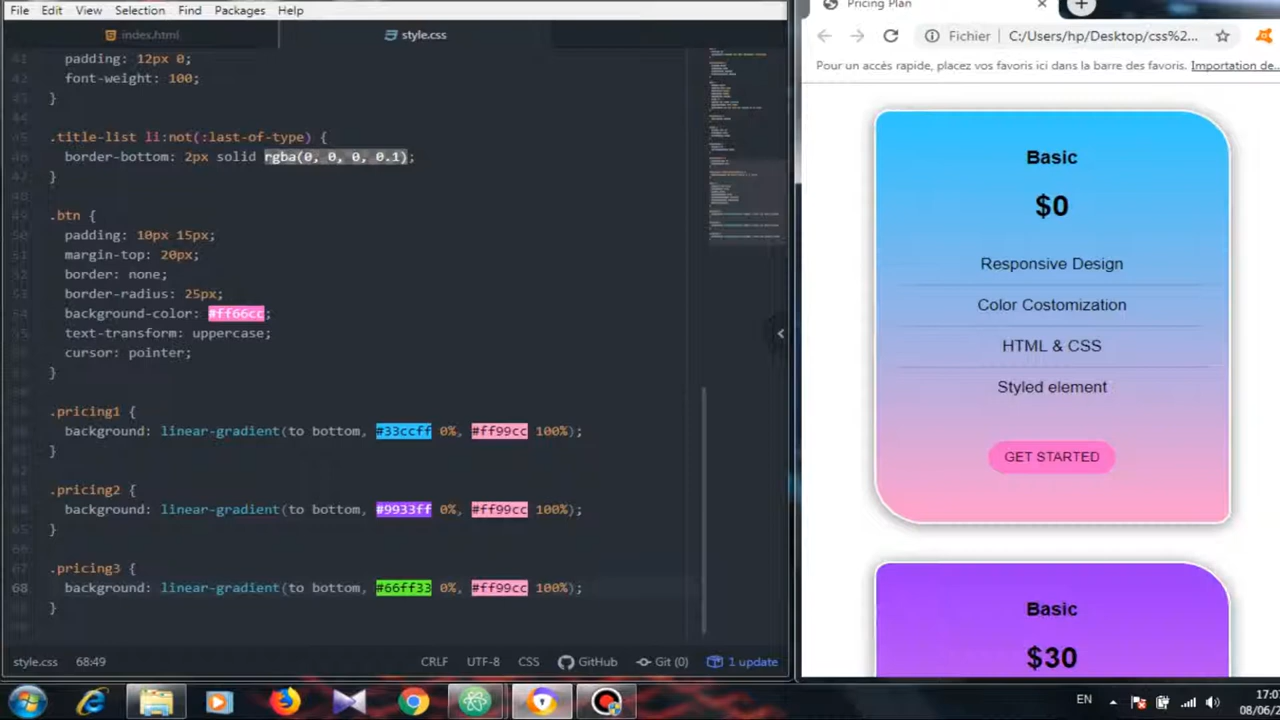 File Edit View Selection Find Packages Help
index.html
style.css
padding: 12px 0;
font-weight: 100;
}
.title-list li:not(:last-of-type) {
border-bottom: 2px solid rgba(0, 0, 0, 0.1);
}
.btn {
padding: 10px 15px;
margin-top: 20px;
border: none;
border-radius: 25px;
background-color: #ff66cc;
text-transform: uppercase;
cursor: pointer;
}
.pricing1 {
background: linear-gradient(to bottom, #33ccff 0%, #ff99cc 100%);
}
.pricing2 {
background: linear-gradient(to bottom, #9933ff 0%, #ff99cc 100%);
}
66
67 .pricing3 {
68 background: linear-gradient(to bottom, #66ff33 0%, #ff99cc 100%);
}
style.css 68:49 CRLF UTF-8 CSS GitHub Git (0) 1 update
Pricing Plan
Fichier C:/Users/hp/Desktop/css%2...
Pour un accès rapide, placez vos favoris ici dans la barre des favoris. Importation de...
Basic
$0
Responsive Design
Color Costomization
HTML & CSS
Styled element
GET STARTED
Basic
$30
EN
17:0
08/06/2